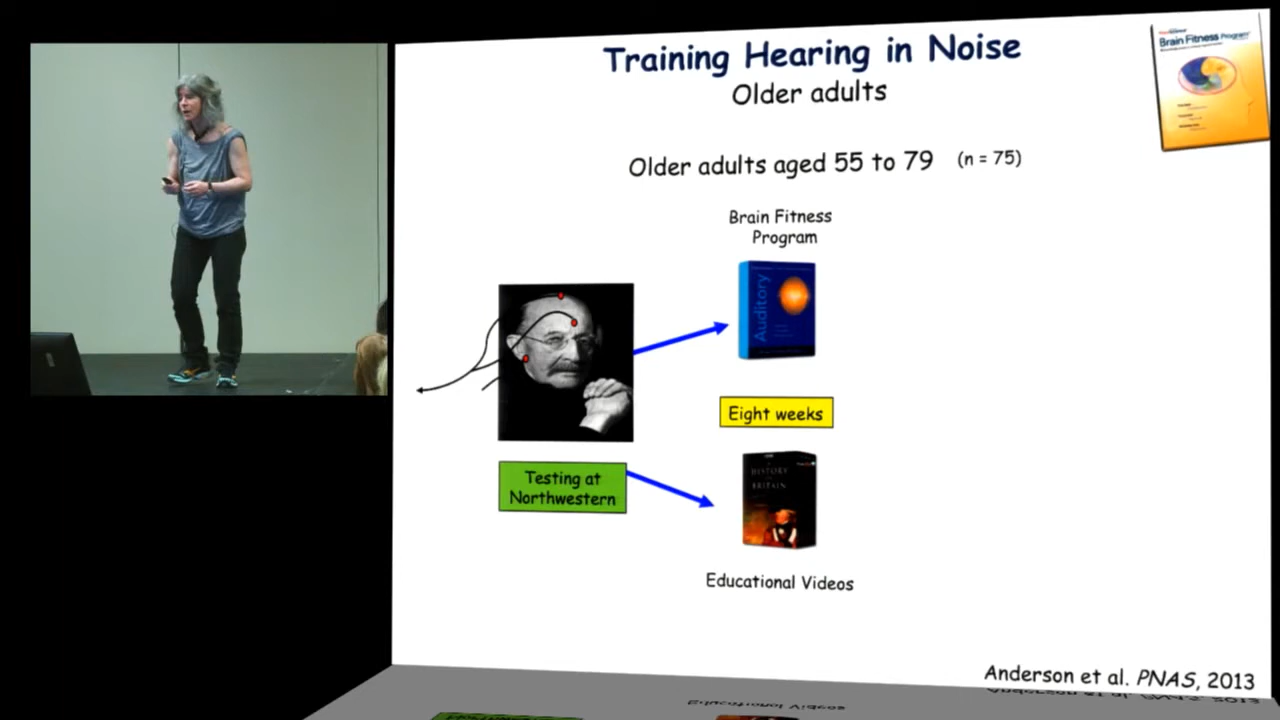 Training Hearing in Noise
Older adults
Brain Fitness Program
Older adults aged 55 to 79 (n = 75)
Brain Fitness
Program
Auditory
Eight weeks
Testing at
Northwestern
HISTORY
BRITAIN
Educational Videos
Anderson et al. PNAS, 2013